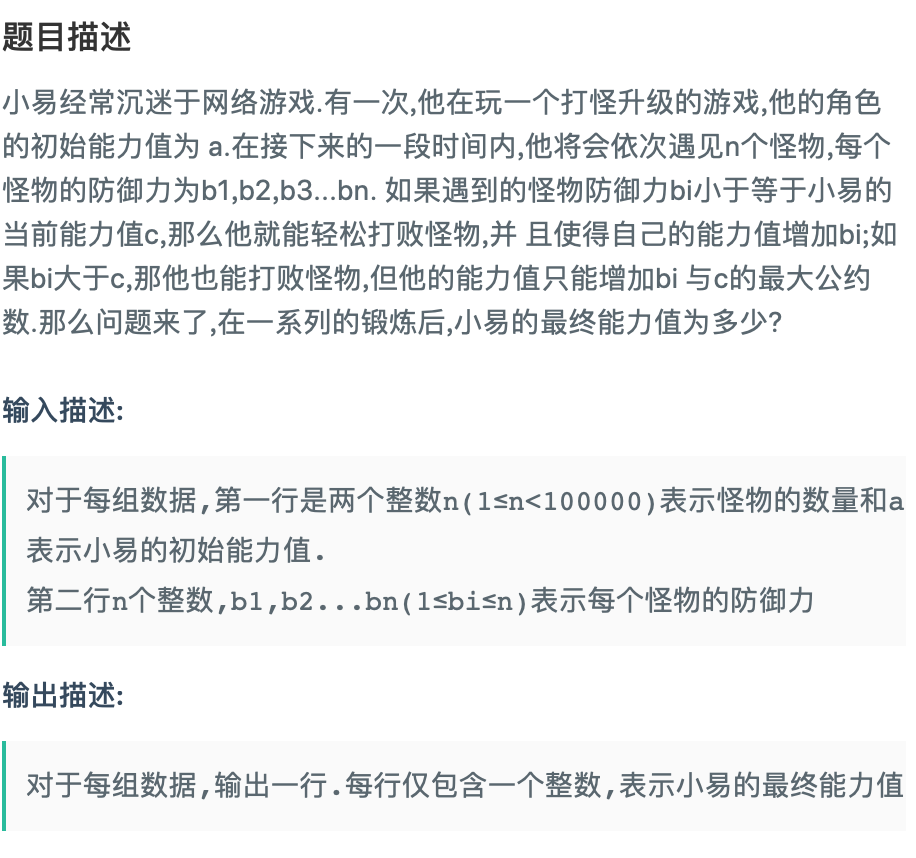 题目描述
小易经常沉迷于网络游戏.有一次,他在玩一个打怪升级的游戏,他的角色
的初始能力值为 a.在接下来的一段时间内,他将会依次遇见n个怪物,每个
怪物的防御力为b1,b2,b3...bn. 如果遇到的怪物防御力bi小于等于小易的
当前能力值c,那么他就能轻松打败怪物,并 且使得自己的能力值增加bi;如
果bi大于c,那他也能打败怪物,但他的能力值只能增加bi 与c的最大公约
数.那么问题来了,在一系列的锻炼后,小易的最终能力值为多少?
输入描述:
对于每组数据,第一行是两个整数n(1≤n<100000)表示怪物的数量和a
表示小易的初始能力值.
第二行n个整数,b1,b2...bn(1≤bi≤n)表示每个怪物的防御力
输出描述:
对于每组数据,输出一行.每行仅包含一个整数,表示小易的最终能力值